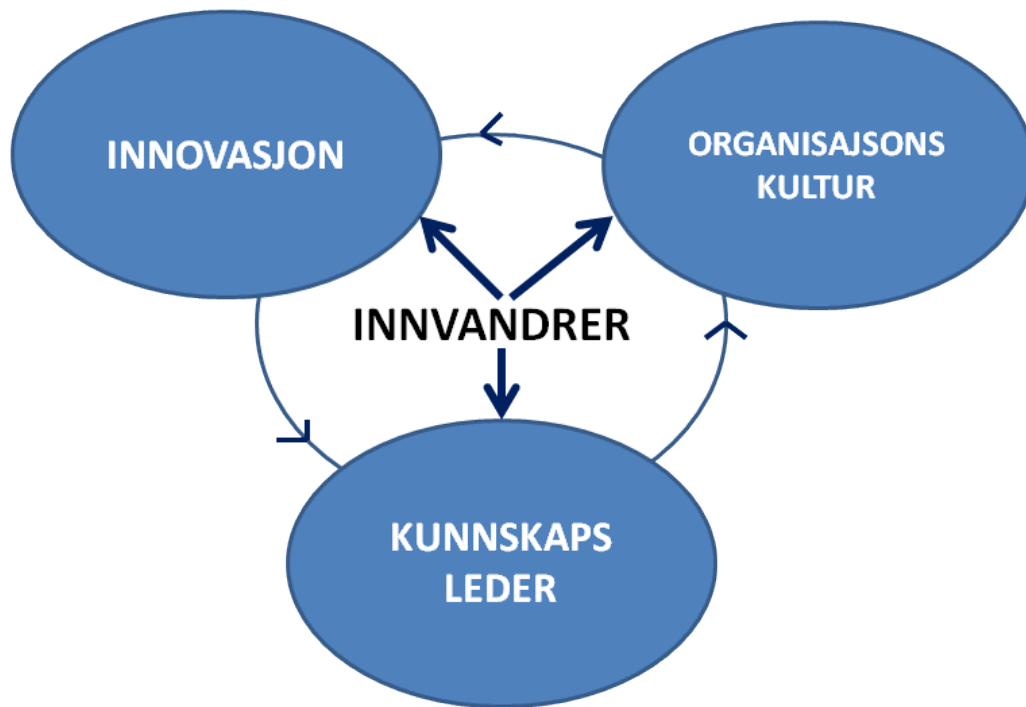 INNOVASJON
ORGANISAJSONS
KULTUR
INNVANDRER
KUNNSKAPS
LEDER